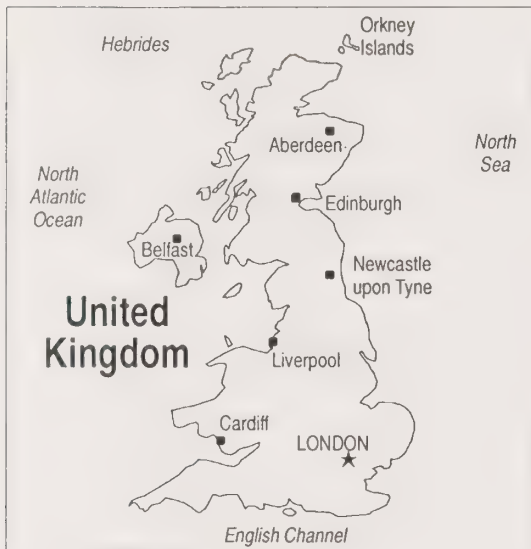 Hebrides
Orkney
Islands
Aberdeen
North
Sea
North
Atlantic
Ocean
Edinburgh
Belfast
Newcastle
upon Tyne
United
Kingdom
Liverpool
Cardiff
LONDON
English Channel